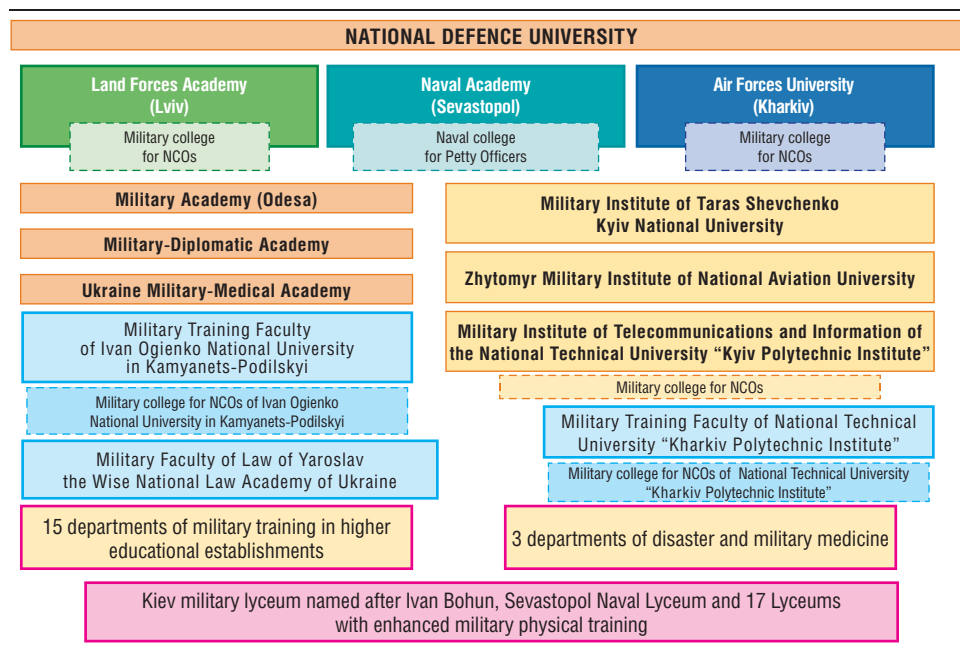 NATIONAL DEFENCE UNIVERSITY
Land Forces Academy
(Lviv)
Military college
for NCOs
Naval Academy
(Sevastopol)
Naval college
for Petty Officers
Air Forces University
(Kharkiv)
Military college
for NCOs
Military Academy (Odesa)
Military-Diplomatic Academy
Ukraine Military-Medical Academy
Military Training Faculty
of Ivan Ogienko National University
in Kamyanets-Podilskyi
Military college for NCOs of Ivan Ogienko
National University in Kamyanets-Podilskyi
Military Faculty of Law of Yaroslav
the Wise National Law Academy of Ukraine
15 departments of military training in higher
educational establishments
Military Institute of Taras Shevchenko
Kyiv National University
Zhytomyr Military Institute of National Aviation University
Military Institute of Telecommunications and Information of
the National Technical University “Kyiv Polytechnic Institute”
Military college for NCOs
Military Training Faculty of National Technical
University “Kharkiv Polytechnic Institute”
Military college for NCOs of National Technical University
“Kharkiv Polytechnic Institute”
3 departments of disaster and military medicine
Kiev military lyceum named after Ivan Bohun, Sevastopol Naval Lyceum and 17 Lyceums
with enhanced military physical training